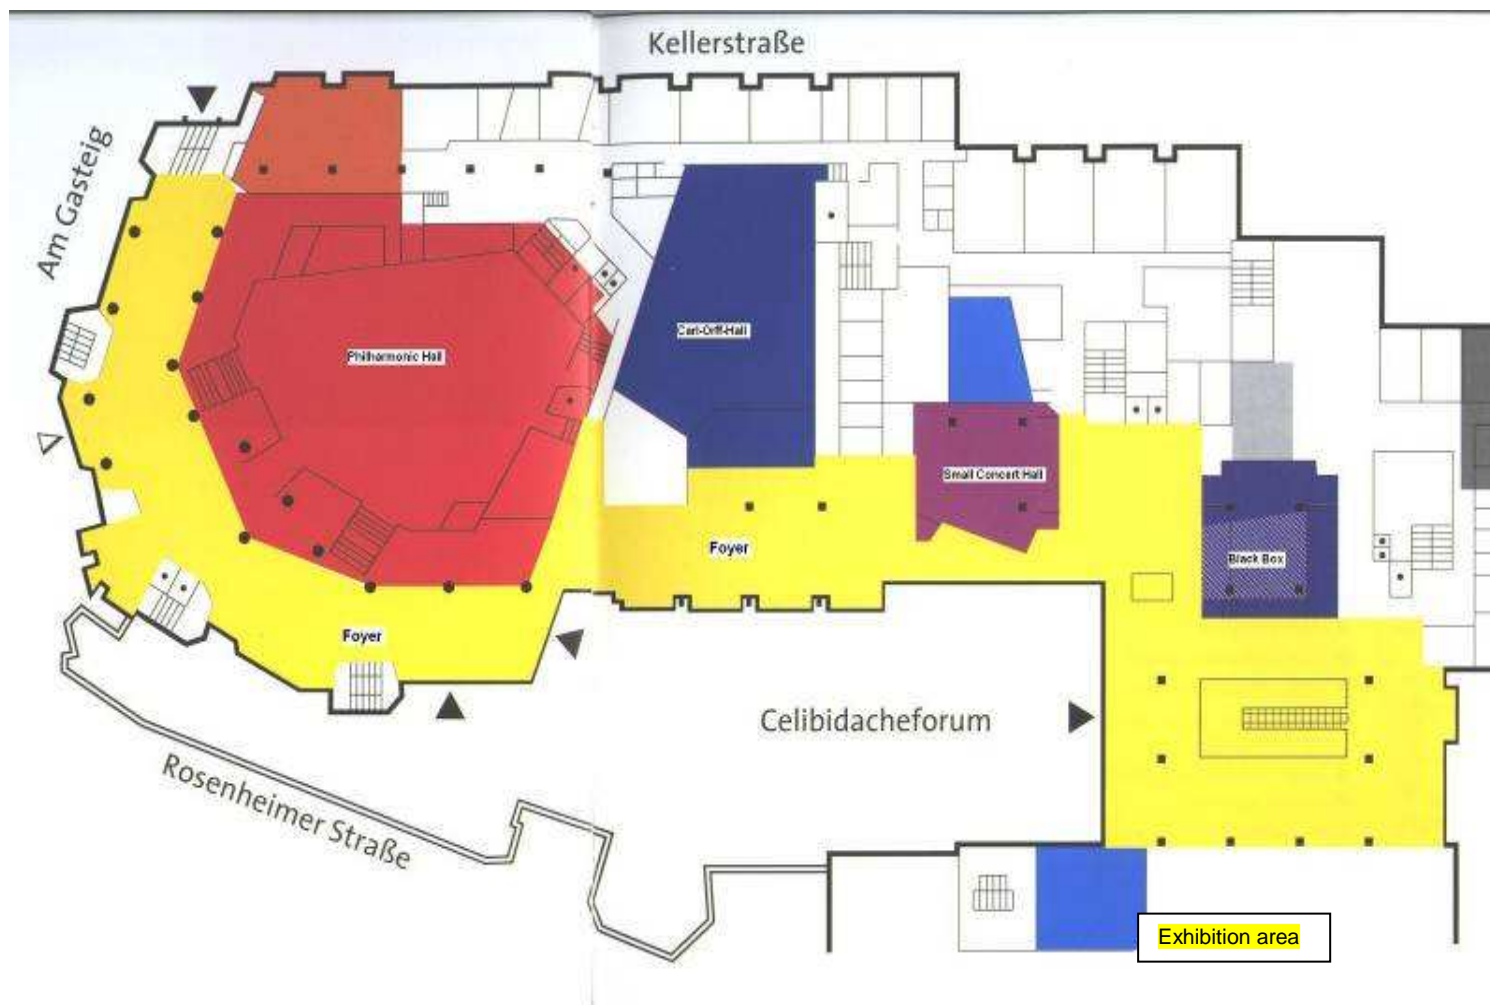 Kellerstraße
Am Gasteig
Philharmonic Hall
Carl-Orff-Hall
Small Concert Hall
Foyer
Black Box
Foyer
Celibidacheforum
Rosenheimer Straße
Exhibition area